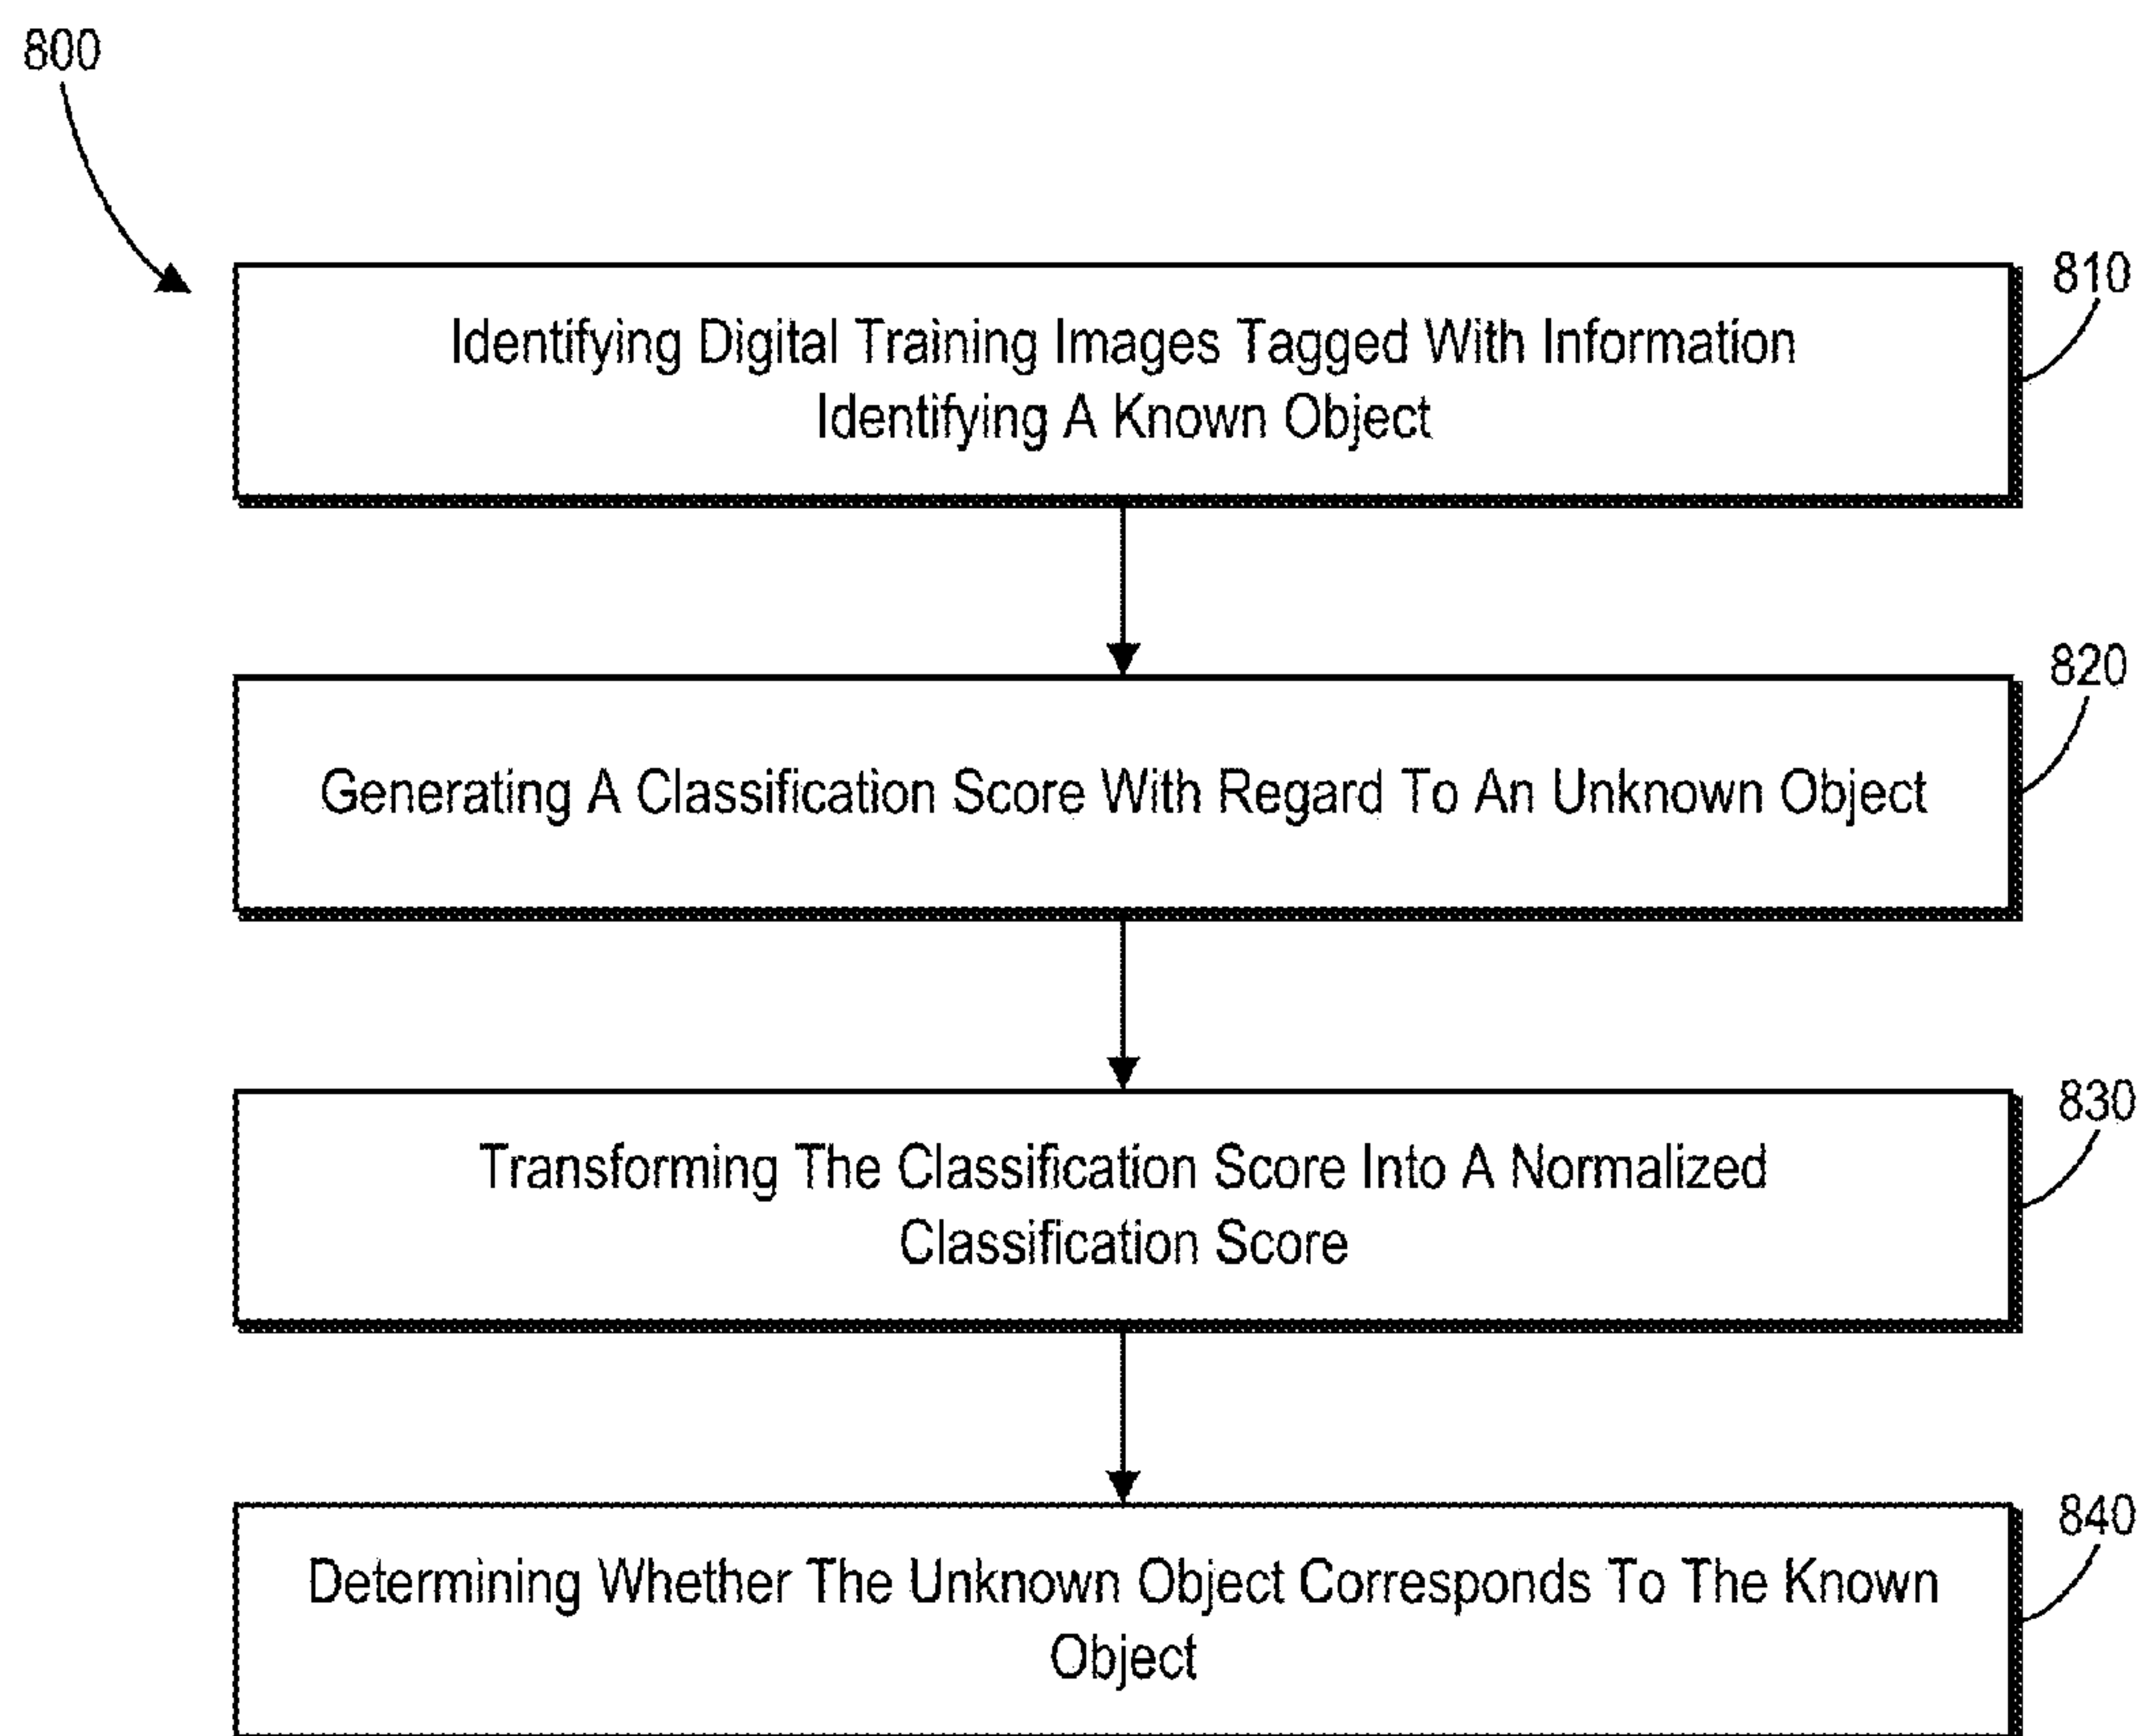 800
810
Identifying Digital Training Images Tagged With Information
Identifying A Known Object
820
Generating A Classification Score With Regard To An Unknown Object
830
Transforming The Classification Score Into A Normalized
Classification Score
840
Determining Whether The Unknown Object Corresponds To The Known
Object